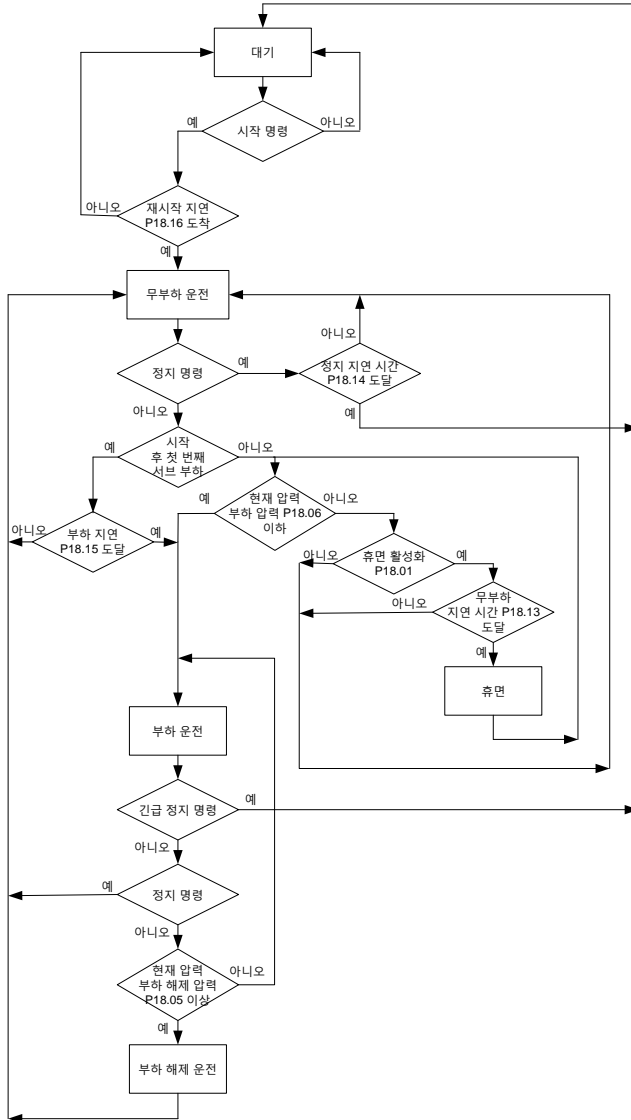 대기
시작 명령
예
아니오
재시작 지연
P18.16 도착
아니오
예
무부하 운전
정지 명령
예
아니오
정지 지연 시간
P18.14 도달
아니오
예
시작
후 첫 번째
서브 부하
예
아니오
부하 지연
P18.15 도달
아니오
예
현재 압력
부하 압력 P18.06
이하
예
아니오
휴면 활성화
P18.01
아니오
예
무부하
지연 시간 P18.13
도달
아니오
예
휴면
부하 운전
긴급 정지 명령
예
아니오
정지 명령
예
아니오
현재 압력
부하 해제 압력
P18.05 이상
아니오
예
부하 해제 운전